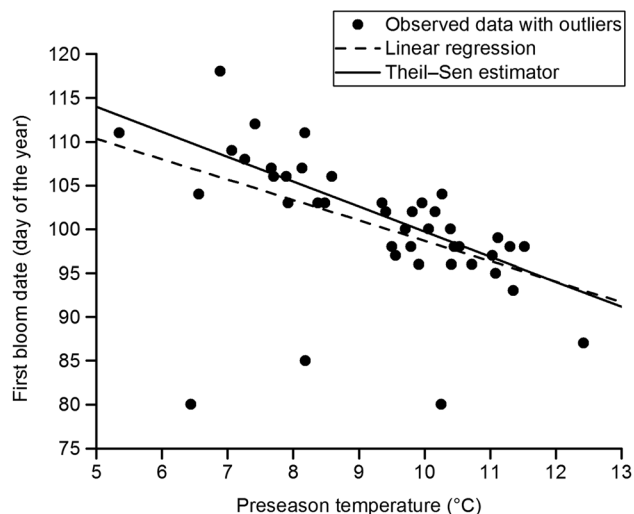 Observed data with outliers
Linear regression
Theil–Sen estimator
120
115
110
105
100
95
90
85
80
75
First bloom date (day of the year)
5 6 7 8 9 10 11 12 13
Preseason temperature (°C)